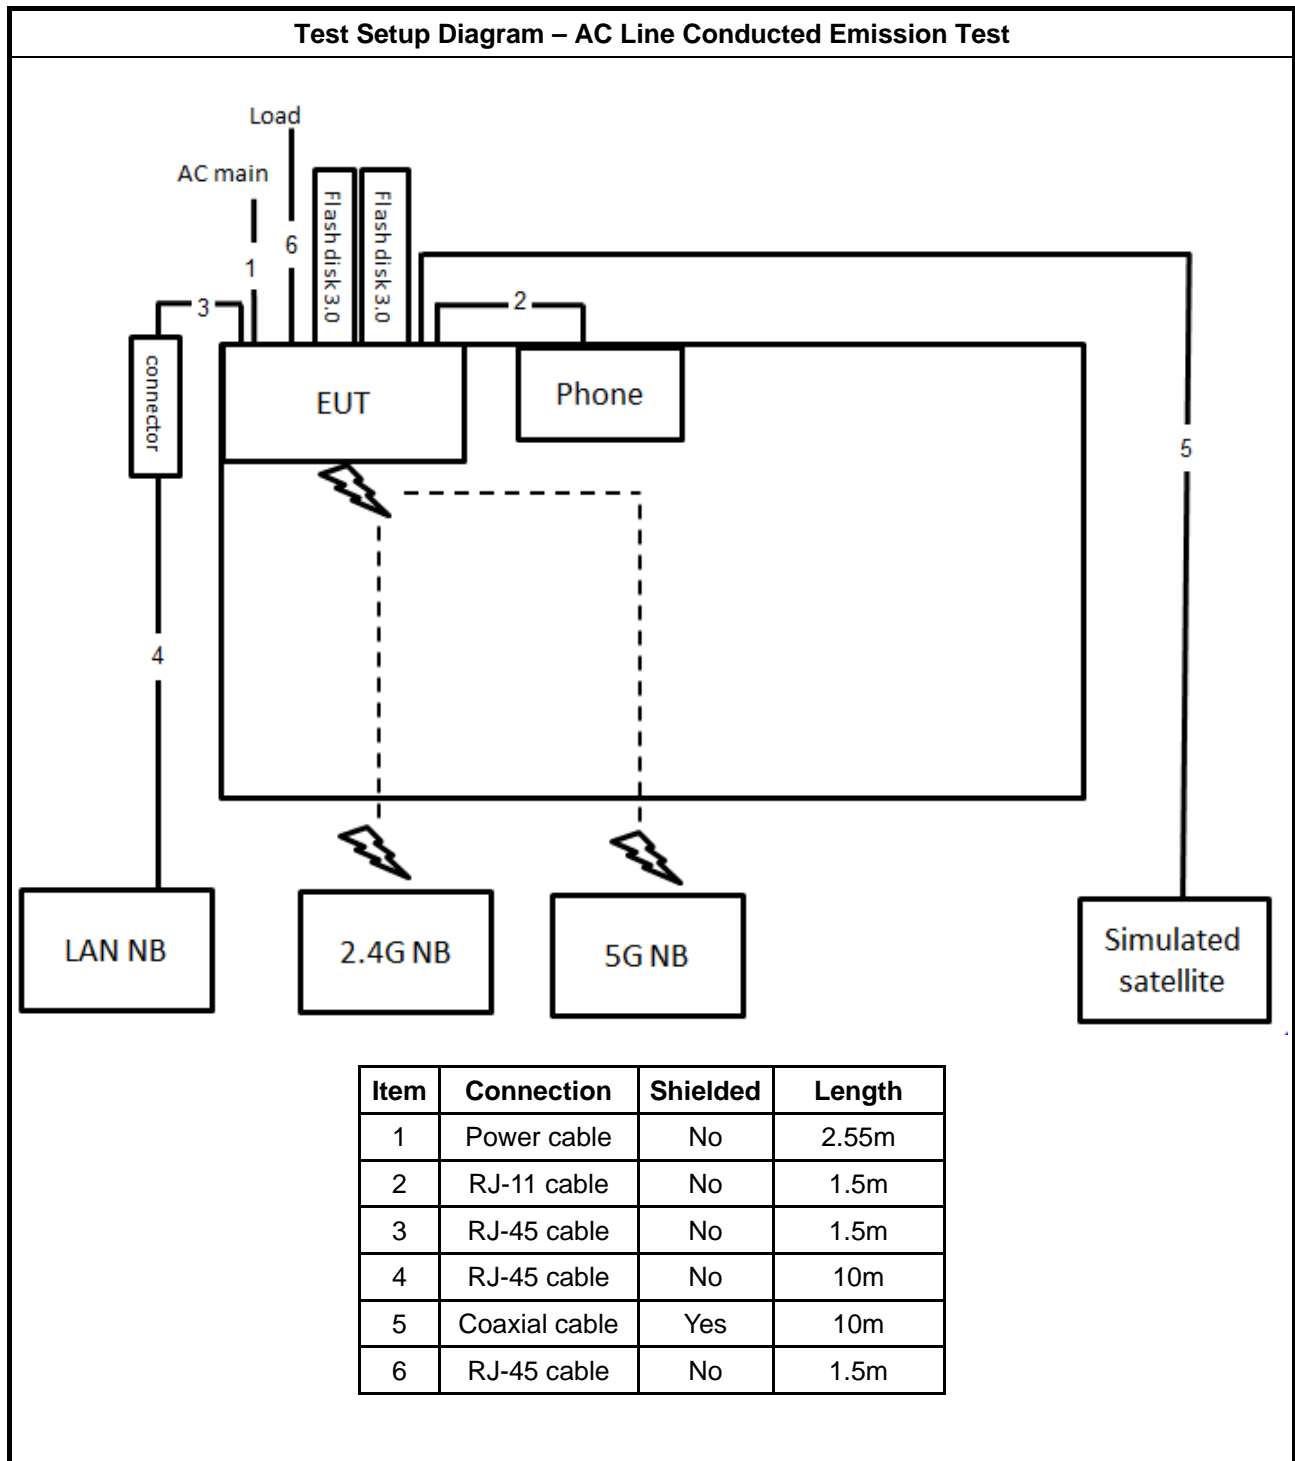 Test Setup Diagram – AC Line Conducted Emission Test
Load
AC main
6
1
Flash disk 3.0
Flash disk 3.0
3
2
connector
EUT
Phone
5
4
LAN NB
2.4G NB
5G NB
Simulated
satellite
Item Connection Shielded Length
1 Power cable No 2.55m
2 RJ-11 cable No 1.5m
3 RJ-45 cable No 1.5m
4 RJ-45 cable No 10m
5 Coaxial cable Yes 10m
6 RJ-45 cable No 1.5m